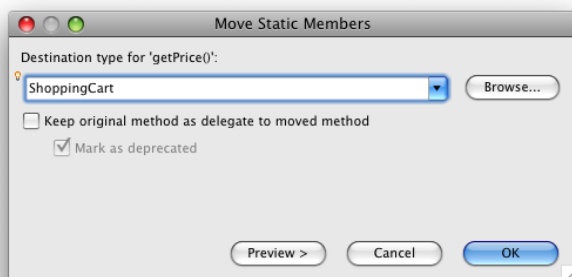 Move Static Members
Destination type for 'getPrice()':
ShoppingCart
Browse...
Keep original method as delegate to moved method
Mark as deprecated
Preview >
Cancel
OK